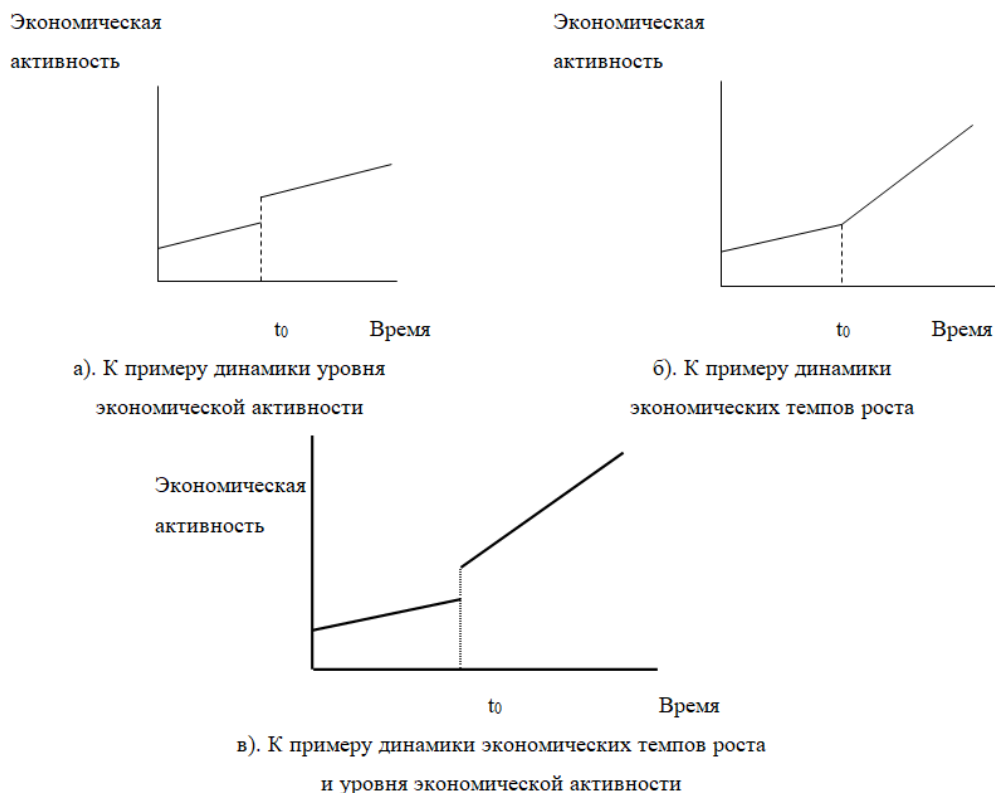 Экономическая
активность
t₀ Время
а). К примеру динамики уровня
экономической активности
Экономическая
активность
t₀ Время
б). К примеру динамики
экономических темпов роста
Экономическая
активность
t₀ Время
в). К примеру динамики экономических темпов роста
и уровня экономической активности